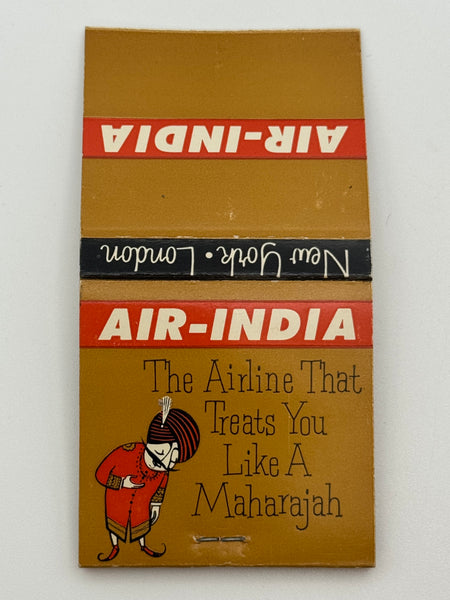 AIR-INDIA
New York • London
AIR-INDIA
The Airline That
Treats You
Like A
Maharajah